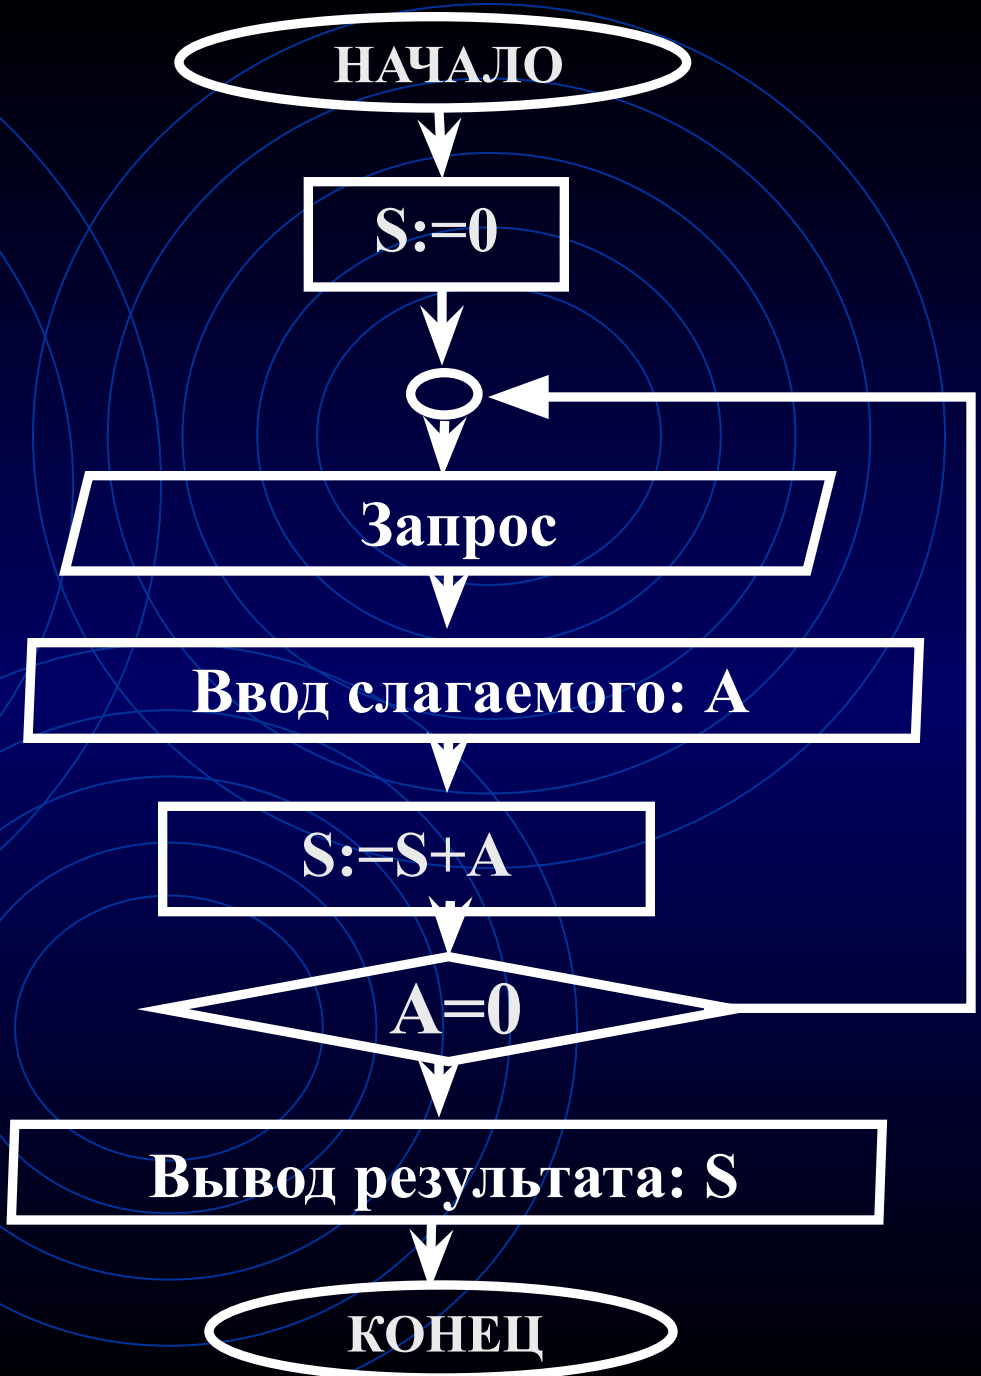 НАЧАЛО
S:=0
Запрос
Ввод слагаемого: А
S:=S+A
A=0
Вывод результата: S
КОНЕЦ